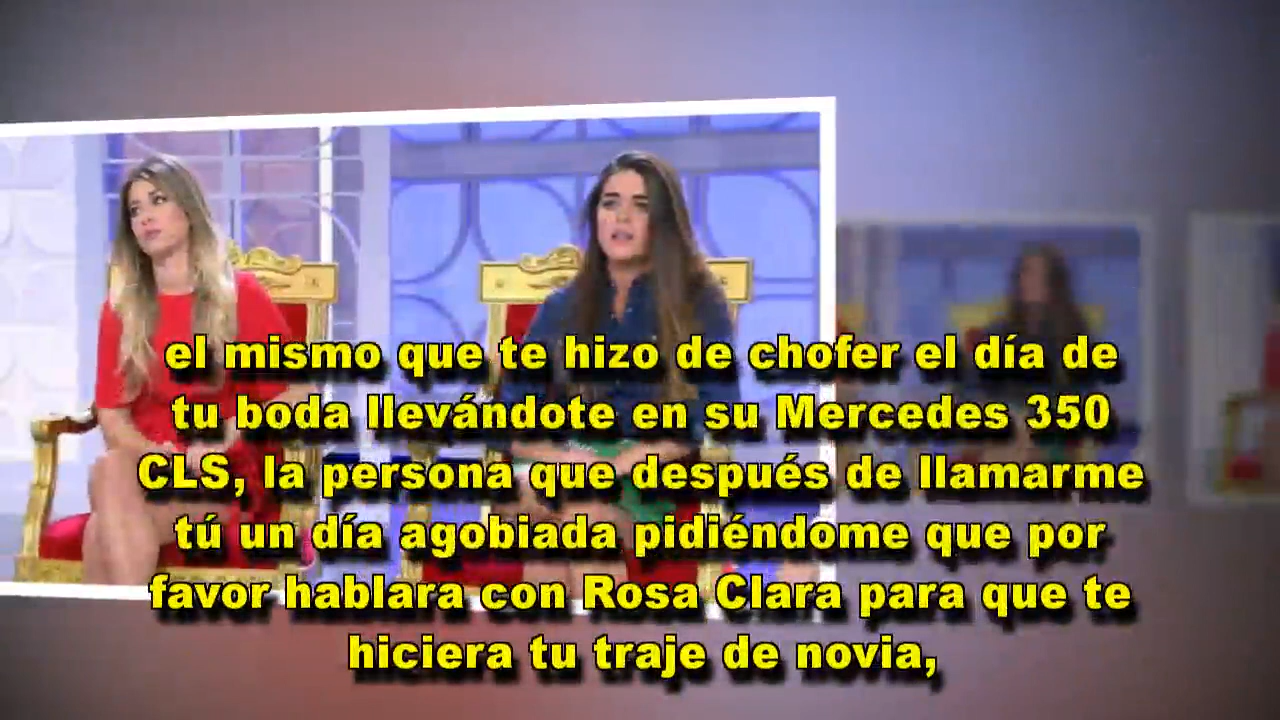 el mismo que te hizo de chofer el día de
tu boda llevándote en su Mercedes 350
CLS, la persona que después de llamarme
tú un día agobiada pidiéndome que por
favor hablara con Rosa Clara para que te
hiciera tu traje de novia,